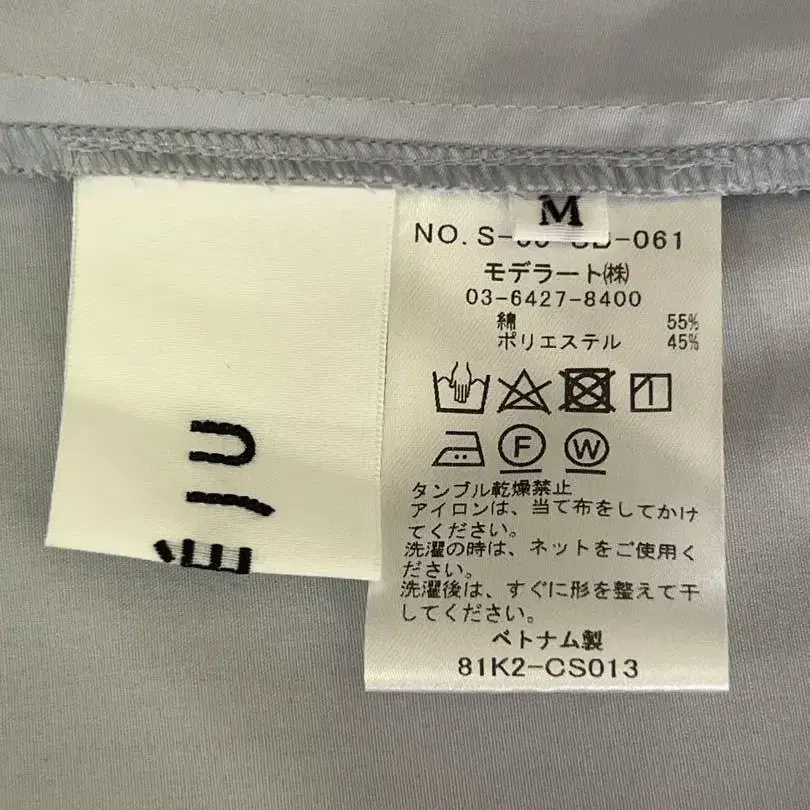 M
NO. S-
-061
モデラート㈱
03-6427-8400
綿 55%
ポリエステル 45%
F W
タンブル乾燥禁止
アイロンは、当て布をしてかけ
てください。
洗濯の時は、ネットをご使用く
ださい。
洗濯後は、すぐに形を整えて干
してください。
ベトナム製
81K2-CS013